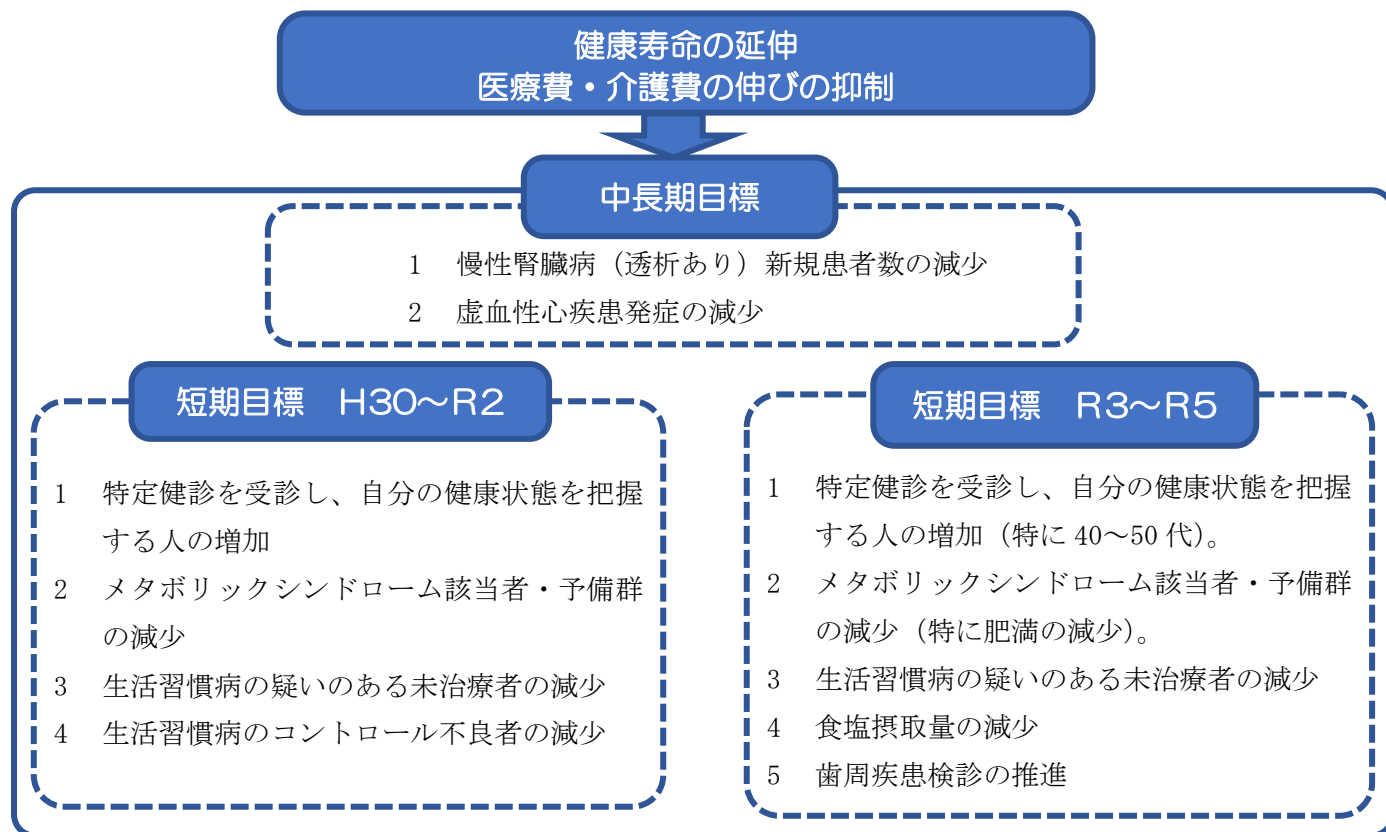 健康寿命の延伸
医療費・介護費の伸びの抑制
中長期目標
1 慢性腎臓病（透析あり）新規患者数の減少
2 虚血性心疾患発症の減少
短期目標 H30～R2
1 特定健診を受診し、自分の健康状態を把握
する人の増加
2 メタボリックシンドローム該当者・予備群
の減少
3 生活習慣病の疑いのある未治療者の減少
4 生活習慣病のコントロール不良者の減少
短期目標 R3～R5
1 特定健診を受診し、自分の健康状態を把握
する人の増加（特に 40～50 代）。
2 メタボリックシンドローム該当者・予備群
の減少（特に肥満の減少）。
3 生活習慣病の疑いのある未治療者の減少
4 食塩摂取量の減少
5 歯周疾患検診の推進